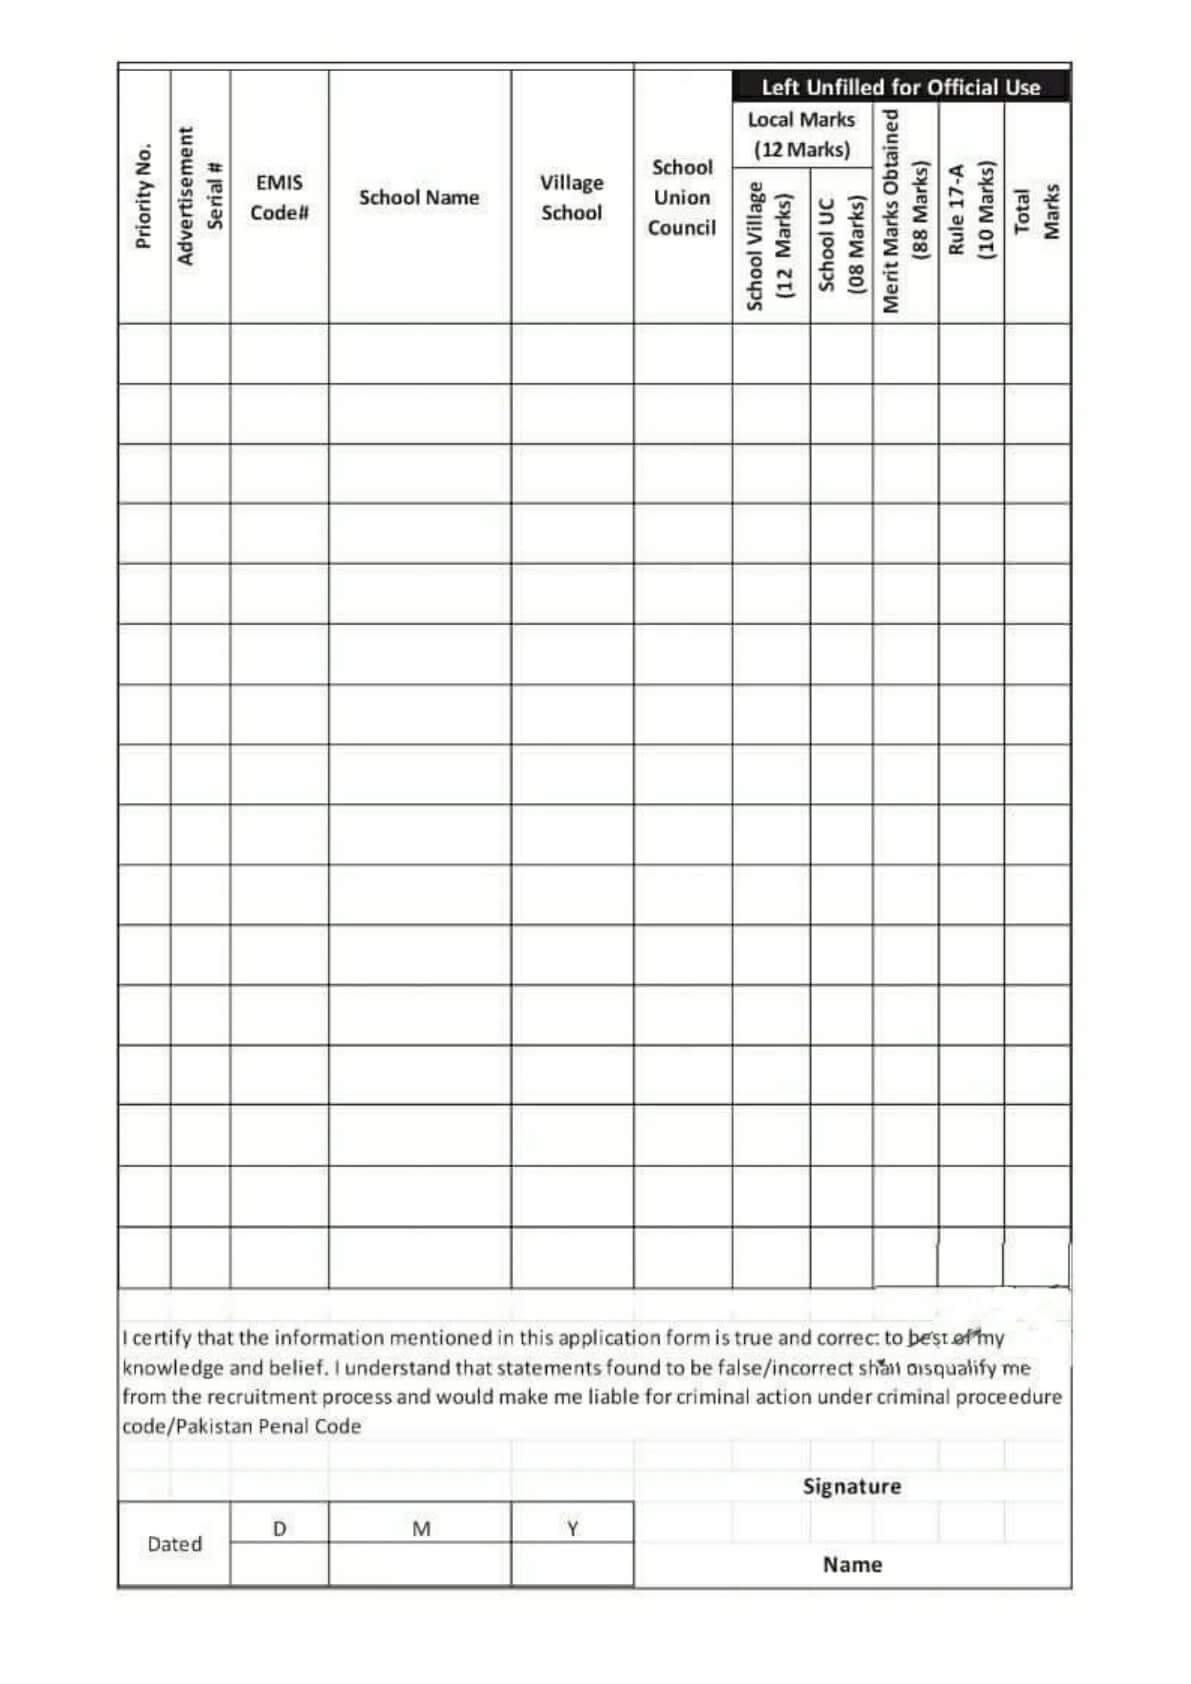 Left Unfilled for Official Use
Priority No.
Advertisement
Serial #
EMIS
Code#
School Name
Village
School
School
Union
Council
Local Marks
(12 Marks)
School Village
(12 Marks)
School UC
(08 Marks)
Merit Marks Obtained
(88 Marks)
Rule 17-A
(10 Marks)
Total
Marks
I certify that the information mentioned in this application form is true and correc: to best of my
knowledge and belief. I understand that statements found to be false/incorrect shall disqualify me
from the recruitment process and would make me liable for criminal action under criminal proceedure
code/Pakistan Penal Code
Signature
Dated
D
M
Y
Name